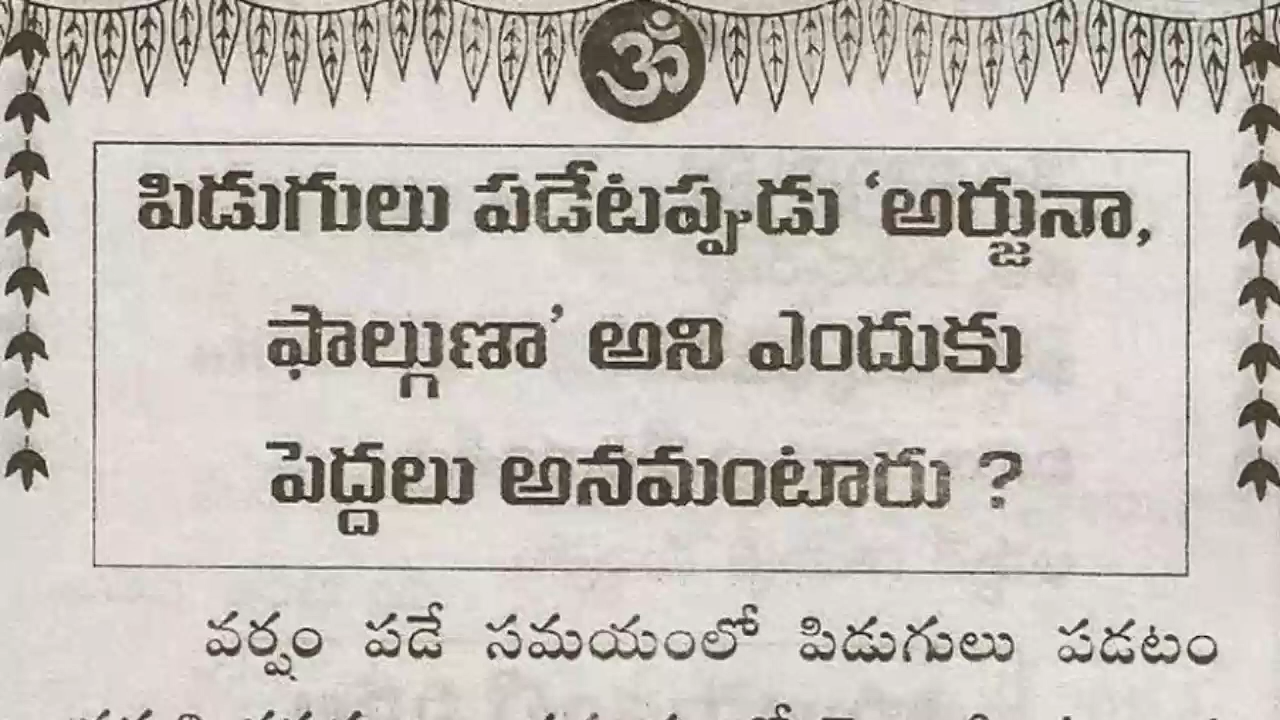 ॐ
పిడుగులు పడేటప్పుడు 'అర్జునా,
ఫాల్గుణా' అని ఎందుకు
పెద్దలు అనమంటారు ?
వర్షం పడే సమయంలో పిడుగులు పడటం